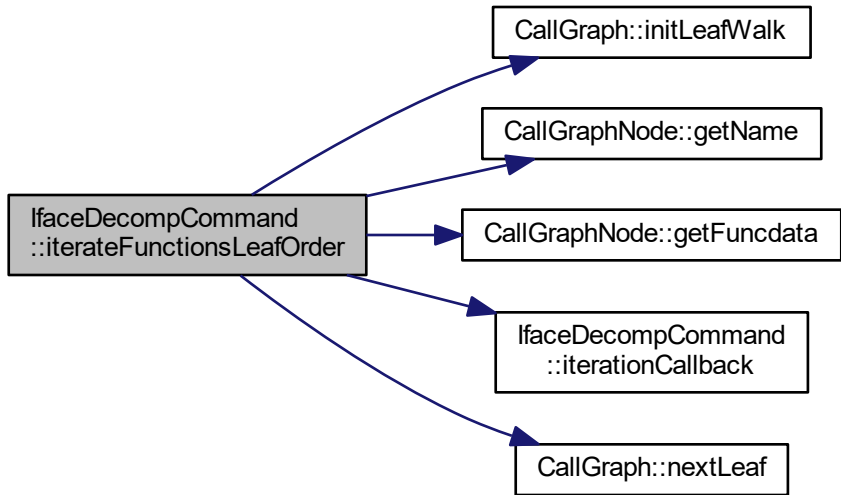 CallGraph::initLeafWalk
CallGraphNode::getName
IfaceDecompCommand
::iterateFunctionsLeafOrder
CallGraphNode::getFuncdata
IfaceDecompCommand
::iterationCallback
CallGraph::nextLeaf